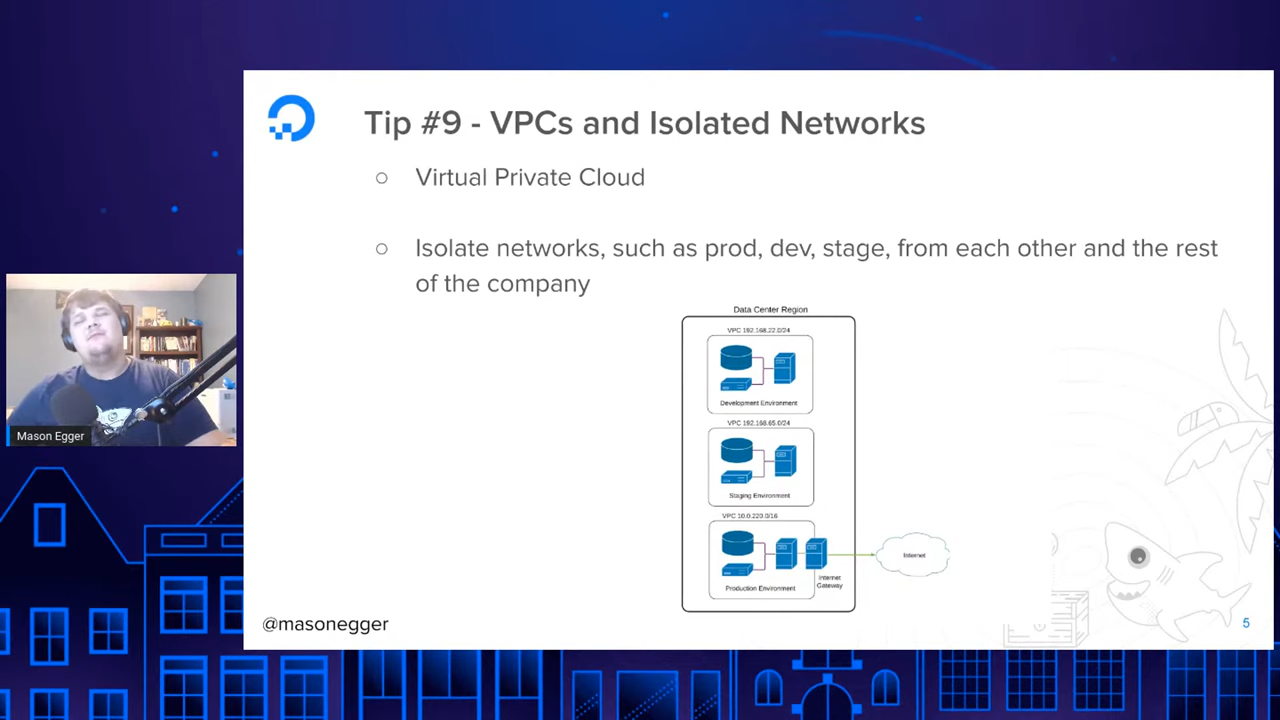 Tip #9 - VPCs and Isolated Networks
Virtual Private Cloud
Isolate networks, such as prod, dev, stage, from each other and the rest
of the company
Data Center Region
VPC 192.168.22.0/24
Development Environment
VPC 192.168.65.0/24
Staging Environment
VPC 10.0.220.0/16
Production Environment
Internet
Gateway
Internet
Mason Egger
@masonegger
5